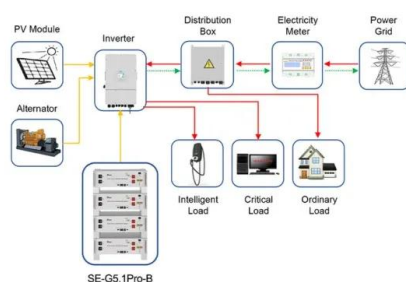 PV Module
Inverter
Distribution
Box
Electricity
Meter
Power
Grid
Alternator
Intelligent
Load
Critical
Load
Ordinary
Load
SE-G5.1Pro-B